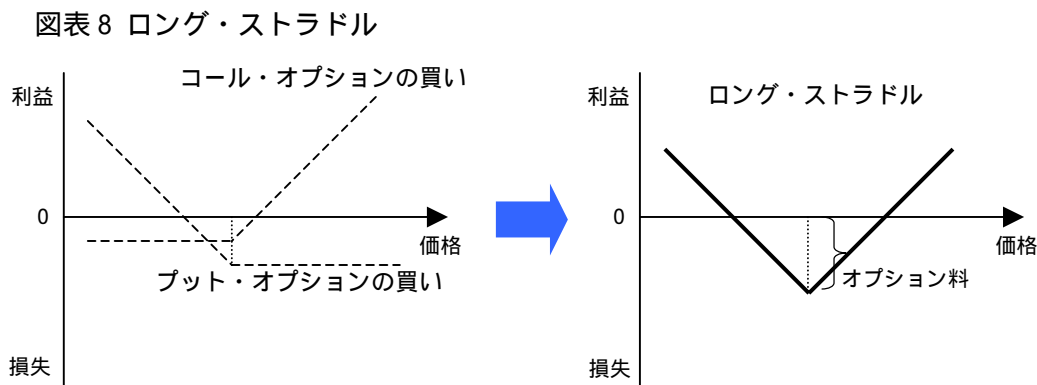 図表 8 ロング・ストラドル
利益
コール・オプションの買い
0
価格
プット・オプションの買い
損失
利益
ロング・ストラドル
0
価格
オプション料
損失